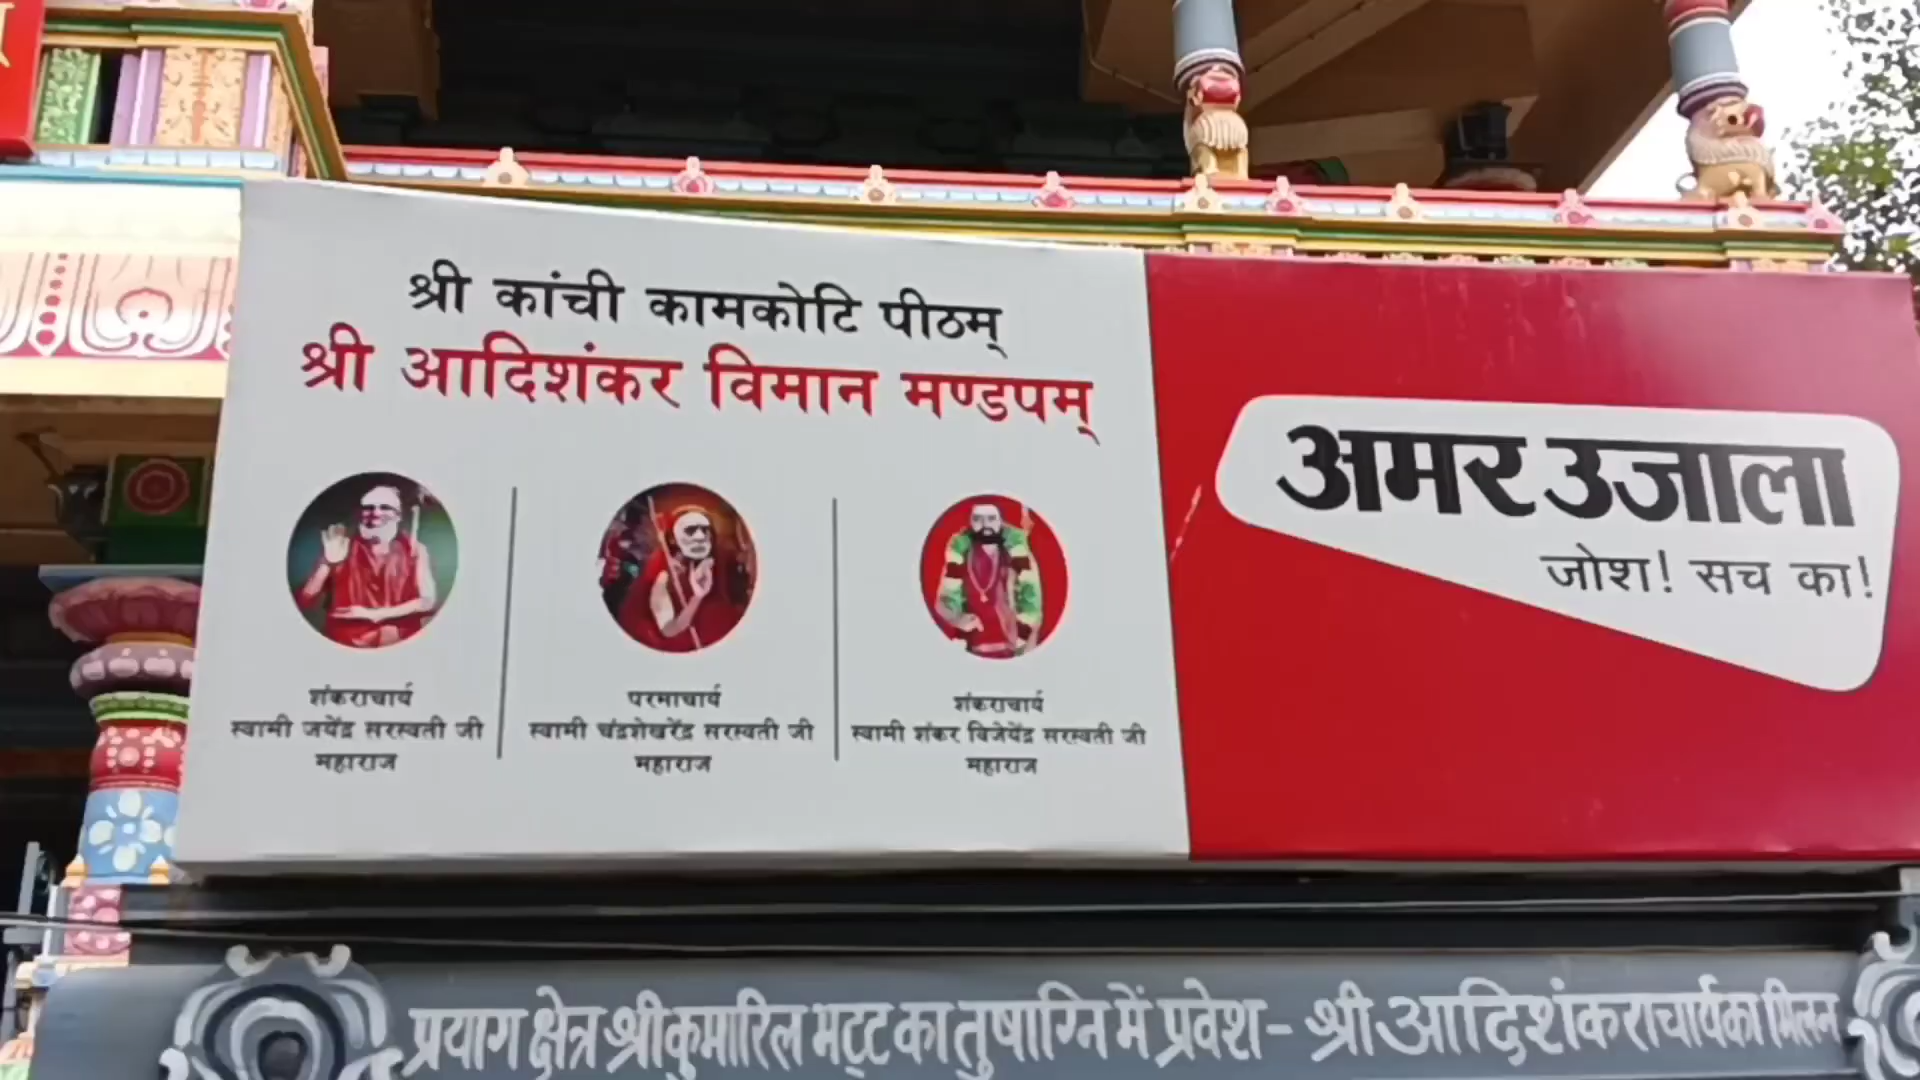 श्री कांची कामकोटि पीठम्
श्री आदिशंकर विमान मण्डपम्
शंकराचार्य
स्वामी जयेंद्र सरस्वती जी
महाराज
परमाचार्य
स्वामी चंद्रशेखरेंद्र सरस्वती जी
महाराज
शंकराचार्य
स्वामी शंकर विजेयेंद्र सरस्वती जी
महाराज
अमर उजाला
जोश! सच का!
प्रयाग क्षेत्र श्रीकुमारिल भट्ट का तुषाग्नि में प्रवेश- श्री आदिशंकराचार्य का मिलन